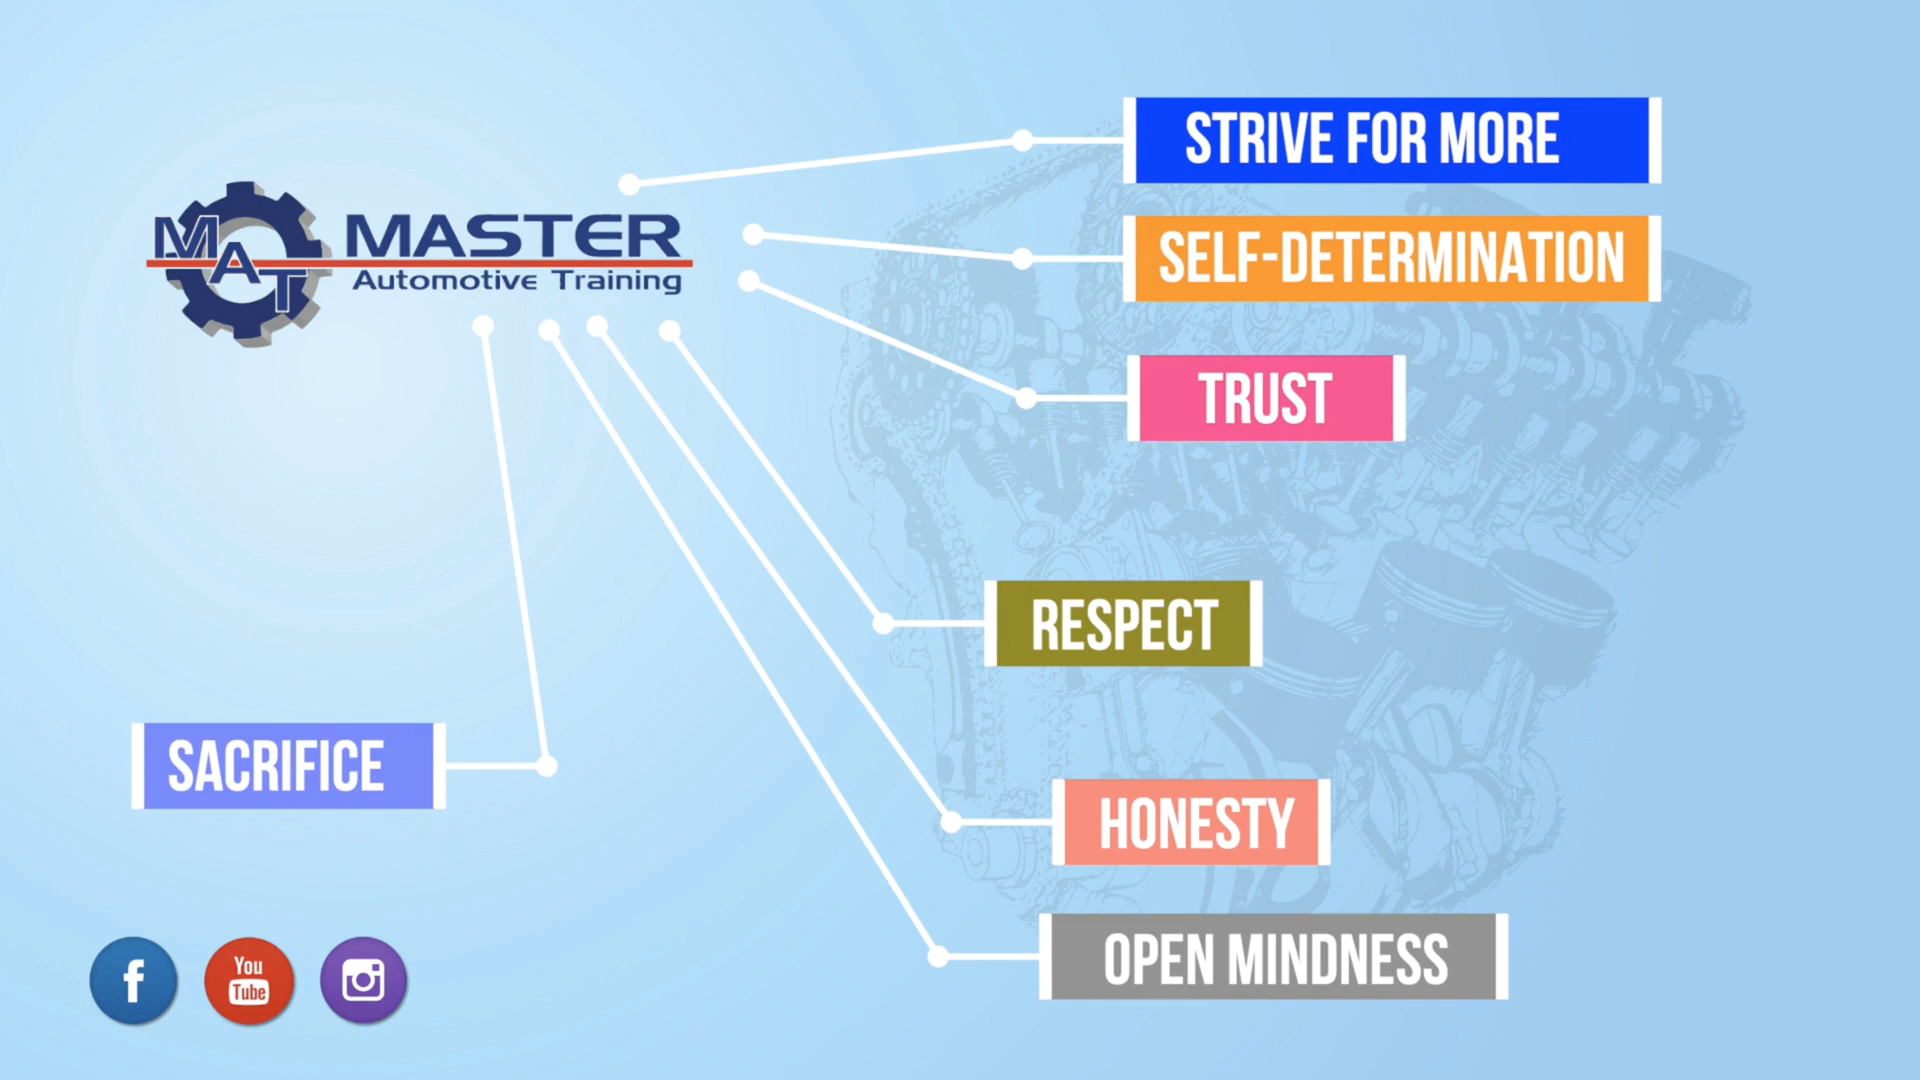 STRIVE FOR MORE
MAT
MASTER
Automotive Training
SELF-DETERMINATION
TRUST
RESPECT
SACRIFICE
HONESTY
OPEN MINDNESS
f
You
Tube